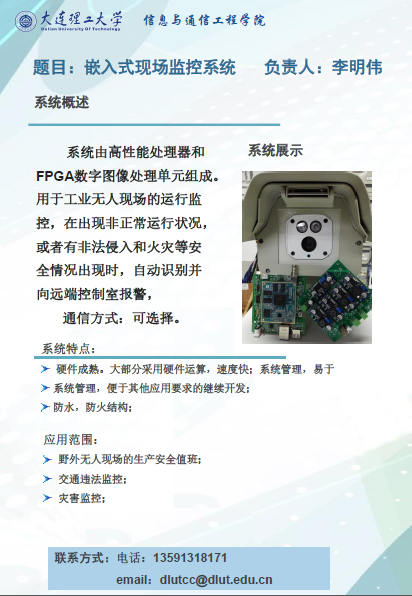 大连理工大学 信息与通信工程学院
Dalian University Of Technology
题目：嵌入式现场监控系统 负责人：李明伟
系统概述
系统由高性能处理器和
FPGA数字图像处理单元组成。
用于工业无人现场的运行监
控，在出现非正常运行状况，
或者有非法侵入和火灾等安
全情况出现时，自动识别并
向远端控制室报警，
通信方式：可选择。
系统展示
系统特点：
硬件成熟。大部分采用硬件运算，速度快；系统管理，易于
系统管理，便于其他应用要求的继续开发；
防水，防火结构；
应用范围：
野外无人现场的生产安全值班；
交通违法监控；
灾害监控；
联系方式：电话：13591318171
email：dlutcc@dlut.edu.cn